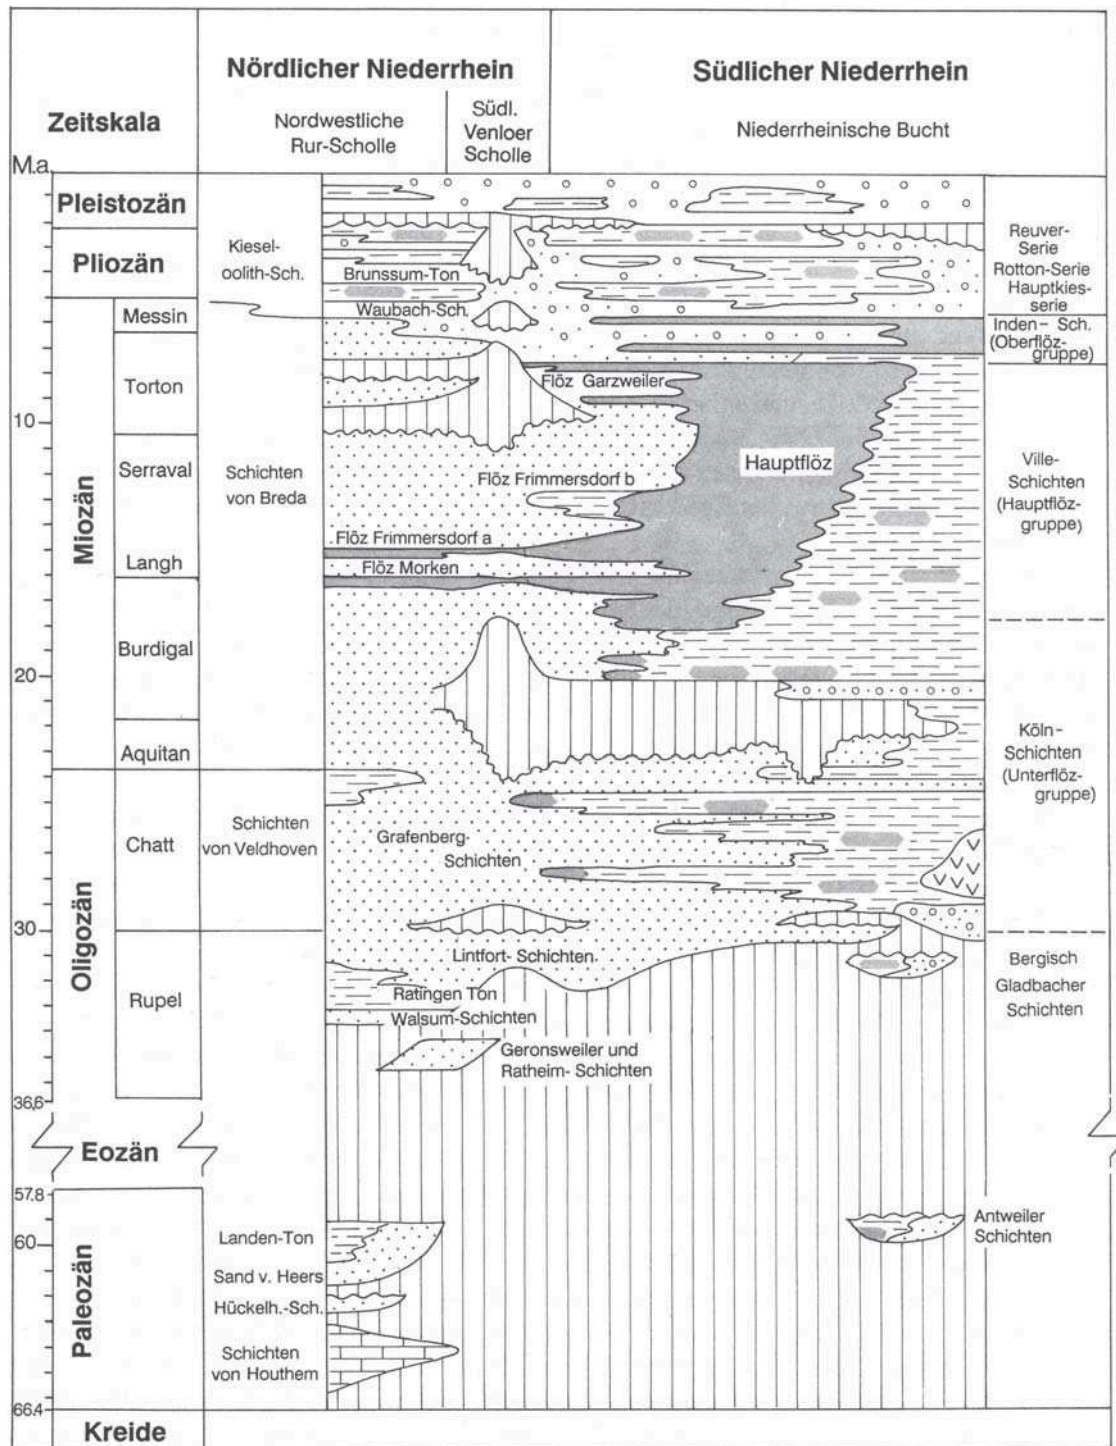 Zeitskala
M.a.
Nördlicher Niederrhein
Nordwestliche
Rur-Scholle
Südl.
Venloer
Scholle
Südlicher Niederrhein
Niederrheinische Bucht
Pleistozän
Pliozän
Miozän
Messin
Torton
10
Serraval
Langh
Burdigal
20
Aquitan
Oligozän
Chatt
30
Rupel
36,6
Eozän
57.8
60
Paleozän
66.4
Kreide
Kiesel-
oolith-Sch.
Schichten
von Breda
Schichten
von Veldhoven
Landen-Ton
Sand v. Heers
Hückelh.-Sch.
Schichten
von Houthem
Brunssum-Ton
Waubach-Sch.
Flöz Garzweiler
Hauptflöz
Flöz Frimmersdorf b
Flöz Frimmersdorf a
Flöz Morken
Grafenberg-
Schichten
Lintfort-Schichten
Ratingen Ton
Walsum-Schichten
Geronsweiler und
Ratheim-Schichten
Reuver-
Serie
Rotton-Serie
Hauptkies-
serie
Inden-Sch.
(Oberflöz-
gruppe)
Ville-
Schichten
(Hauptflöz-
gruppe)
Köln-
Schichten
(Unterflöz-
gruppe)
Bergisch
Gladbacher
Schichten
Antweiler
Schichten